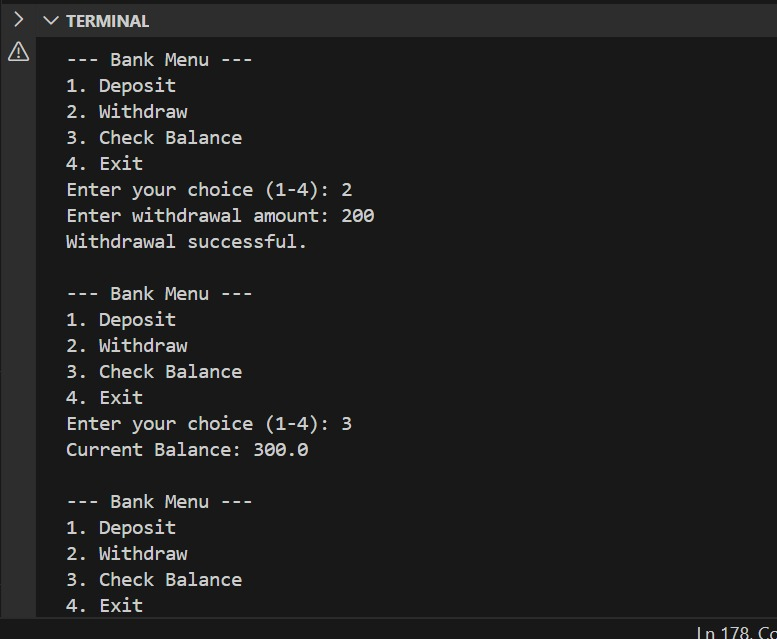 TERMINAL
--- Bank Menu ---
1. Deposit
2. Withdraw
3. Check Balance
4. Exit
Enter your choice (1-4): 2
Enter withdrawal amount: 200
Withdrawal successful.
--- Bank Menu ---
1. Deposit
2. Withdraw
3. Check Balance
4. Exit
Enter your choice (1-4): 3
Current Balance: 300.0
--- Bank Menu ---
1. Deposit
2. Withdraw
3. Check Balance
4. Exit
Ln 178, Co